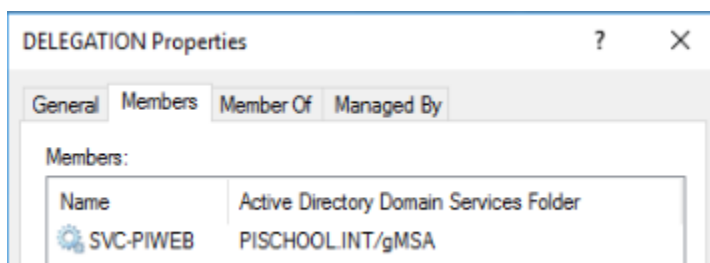 DELEGATION Properties ? ×
General Members Member Of Managed By
Members:
Name Active Directory Domain Services Folder
SVC-PIWEB PISCHOOL.INT/gMSA